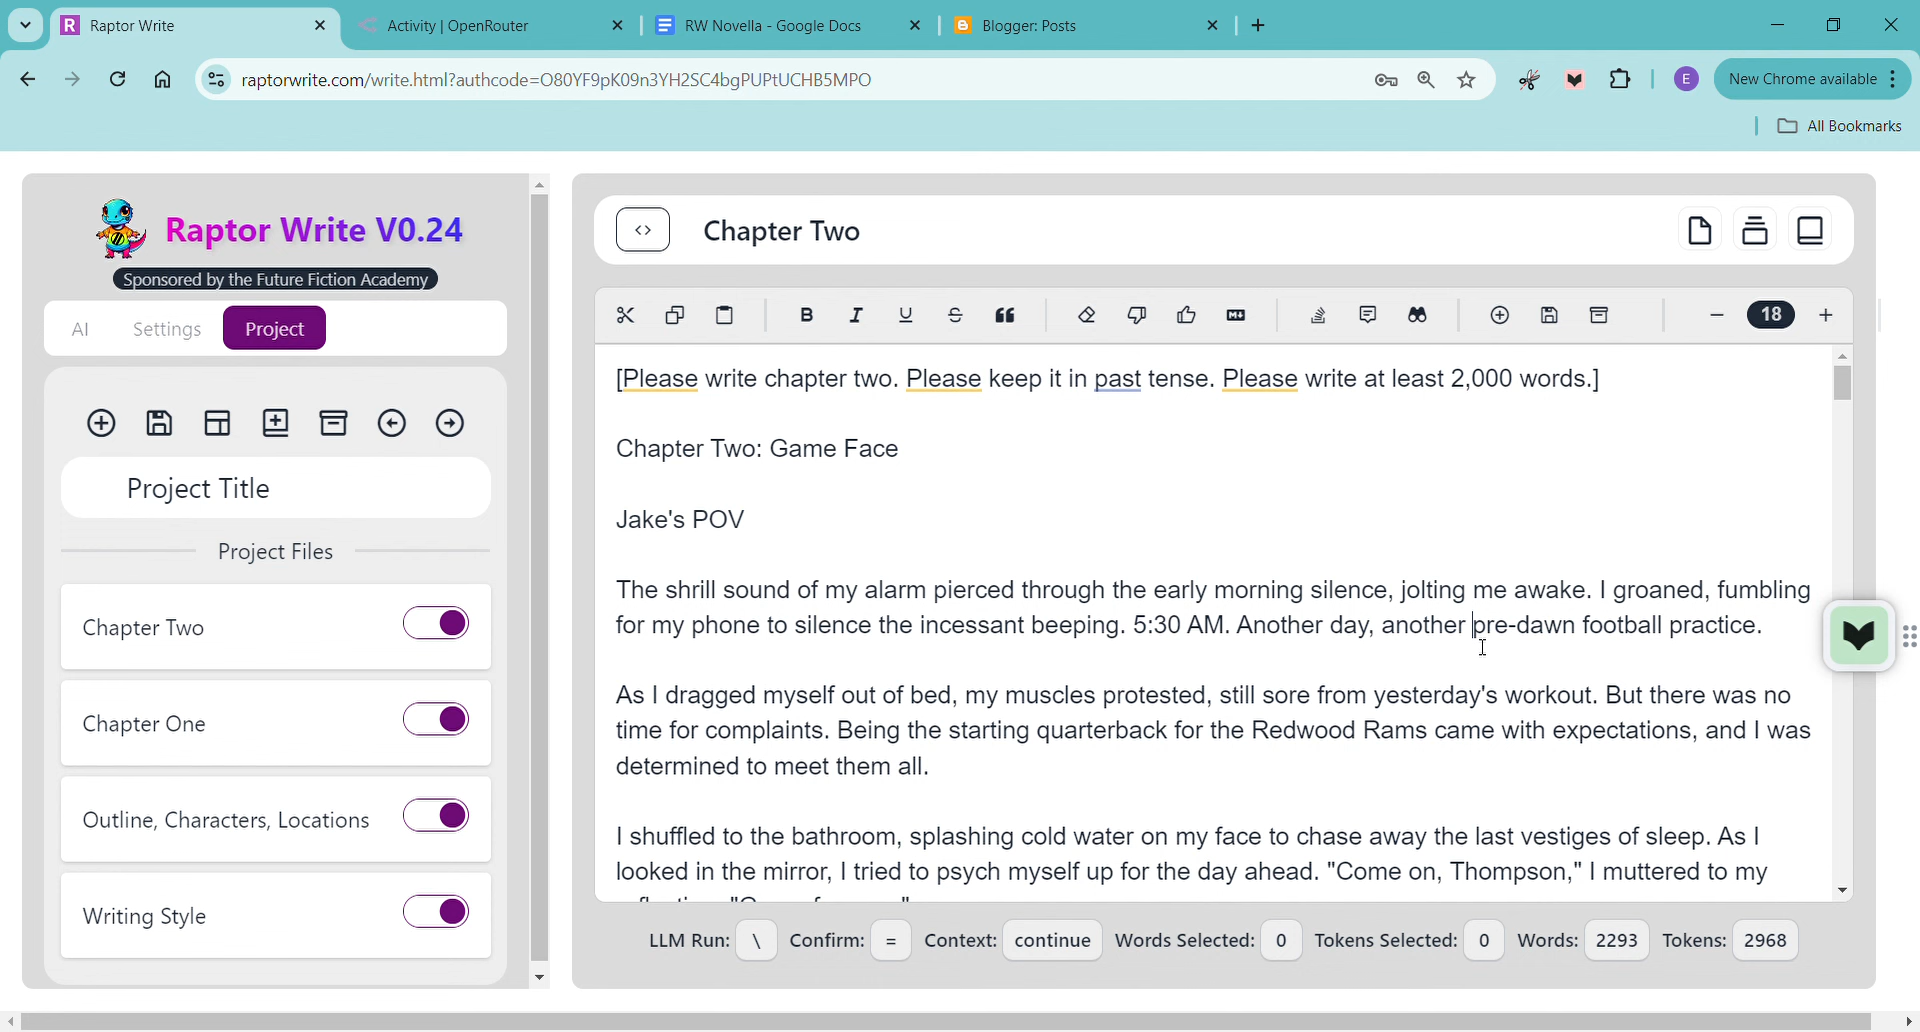 Raptor Write
Activity | OpenRouter
RW Novella - Google Docs
Blogger: Posts
raptorwrite.com/write.html?authcode=O80YF9pK09n3YH2SC4bgPUPtUCHB5MPO
E
New Chrome available
All Bookmarks
Raptor Write V0.24
Sponsored by the Future Fiction Academy
AI
Settings
Project
Project Title
Project Files
Chapter Two
Chapter One
Outline, Characters, Locations
Writing Style
<> Chapter Two
18
[Please write chapter two. Please keep it in past tense. Please write at least 2,000 words.]
Chapter Two: Game Face
Jake's POV
The shrill sound of my alarm pierced through the early morning silence, jolting me awake. I groaned, fumbling
for my phone to silence the incessant beeping. 5:30 AM. Another day, another pre-dawn football practice.
As I dragged myself out of bed, my muscles protested, still sore from yesterday's workout. But there was no
time for complaints. Being the starting quarterback for the Redwood Rams came with expectations, and I was
determined to meet them all.
I shuffled to the bathroom, splashing cold water on my face to chase away the last vestiges of sleep. As I
looked in the mirror, I tried to psych myself up for the day ahead. "Come on, Thompson," I muttered to my
LLM Run: \ Confirm: = Context: continue Words Selected: 0 Tokens Selected: 0 Words: 2293 Tokens: 2968